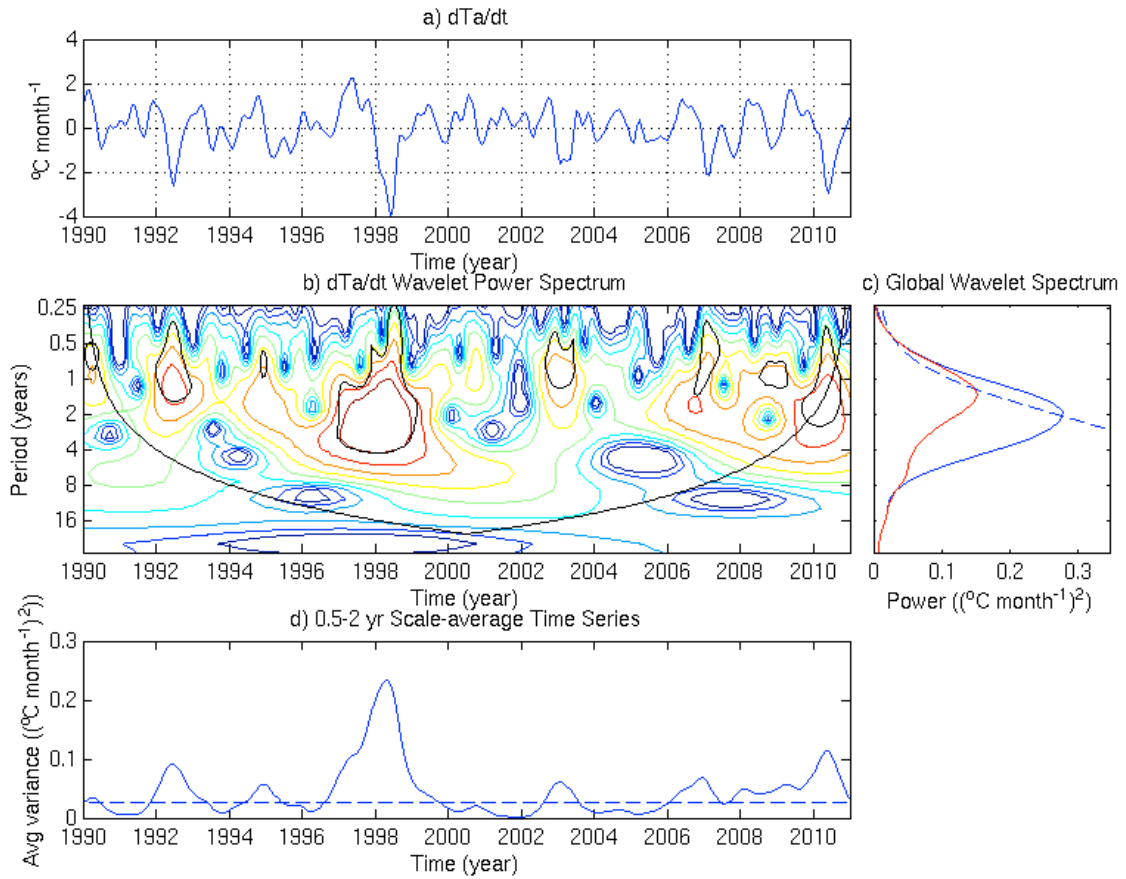 a) dTa/dt
4
2
0
-2
-4
ºC month⁻¹
1990 1992 1994 1996 1998 2000 2002 2004 2006 2008 2010
Time (year)
b) dTa/dt Wavelet Power Spectrum
0.25
0.5
1
2
4
8
16
Period (years)
1990 1992 1994 1996 1998 2000 2002 2004 2006 2008 2010
Time (year)
c) Global Wavelet Spectrum
0 0.1 0.2 0.3
Power ((ºC month⁻¹)²)
d) 0.5-2 yr Scale-average Time Series
0.3
0.2
0.1
0
Avg variance ((ºC month⁻¹)²))
1990 1992 1994 1996 1998 2000 2002 2004 2006 2008 2010
Time (year)